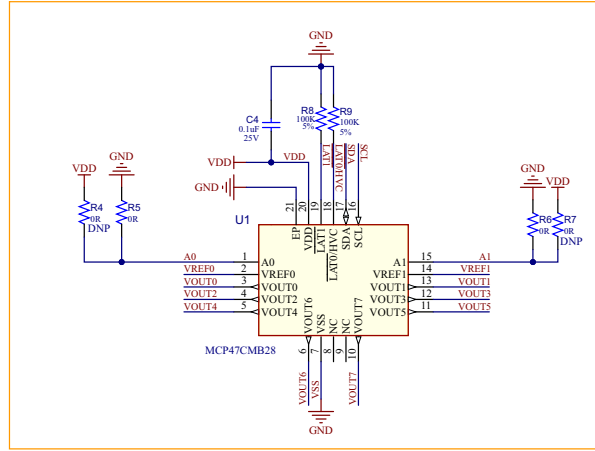 GND
C4
0.1uF
25V
R8
100K
5%
R9
100K
5%
LAT1
LAT0/HVC
SDA
SCL
VDD
VDD
GND
VDD
R4
0R
DNP
GND
R5
0R
GND
R6
0R
VDD
R7
0R
DNP
U1
21
20
19
18
17
16
EP
VDD
LAT1
LAT0/HVC
SDA
SCL
A0 1 A0
VREF0 2 VREF0
VOUT0 3 VOUT0
VOUT2 4 VOUT2
VOUT4 5 VOUT4
A1 15 A1
VREF1 14 VREF1
VOUT1 13 VOUT1
VOUT3 12 VOUT3
VOUT5 11 VOUT5
VOUT6
VSS
NC
NC
VOUT7
6
7
8
9
10
MCP47CMB28
VOUT6
VSS
VOUT7
GND